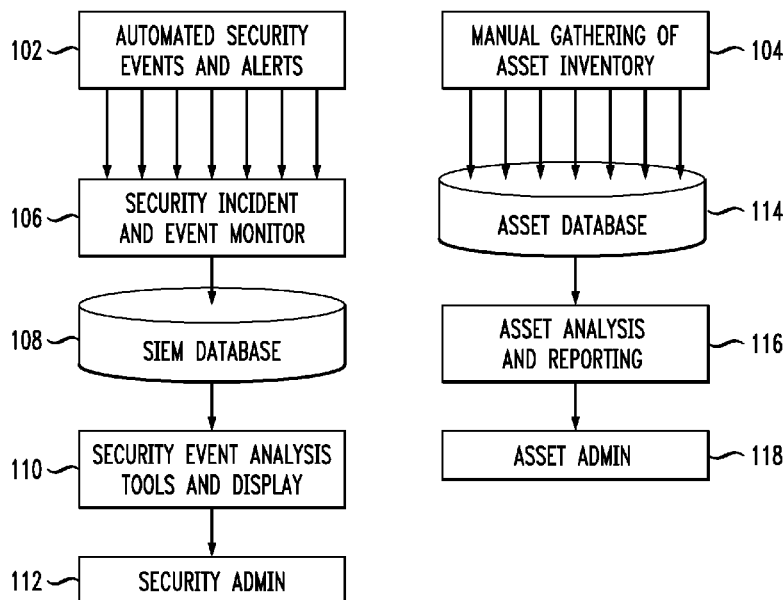 102
AUTOMATED SECURITY
EVENTS AND ALERTS
MANUAL GATHERING OF
ASSET INVENTORY
104
106
SECURITY INCIDENT
AND EVENT MONITOR
ASSET DATABASE
114
108
SIEM DATABASE
ASSET ANALYSIS
AND REPORTING
116
110
SECURITY EVENT ANALYSIS
TOOLS AND DISPLAY
ASSET ADMIN
118
112
SECURITY ADMIN